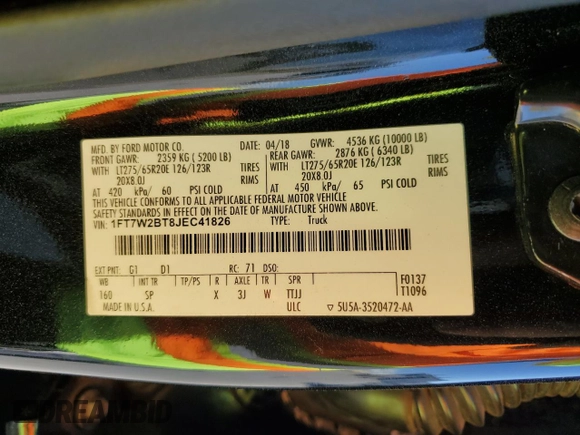 MFD. BY FORD MOTOR CO. DATE: 04/18 GVWR: 4536 KG (10000 LB)
FRONT GAWR: 2359 KG (5200 LB) REAR GAWR: 2876 KG (6340 LB)
WITH LT275/65R20E 126/123R TIRES WITH LT275/65R20E 126/123R TIRES
20X8.0J RIMS 20X8.0J RIMS
AT 420 kPa/ 60 PSI COLD AT 450 kPa/ 65 PSI COLD
THIS VEHICLE CONFORMS TO ALL APPLICABLE FEDERAL MOTOR VEHICLE
SAFETY STANDARDS IN EFFECT ON THE DATE OF MANUFACTURE SHOWN ABOVE.
VIN: 1FT7W2BT8JEC41826 TYPE: Truck
EXT PNT: G1 D1 RC: 71 DSO:
WB INT TR TP/PS R AXLE TR SPR F0137
160 SP X 3J W TTJJ T1096
MADE IN U.S.A. ULC 5U5A-3520472-AA
DREAMBID